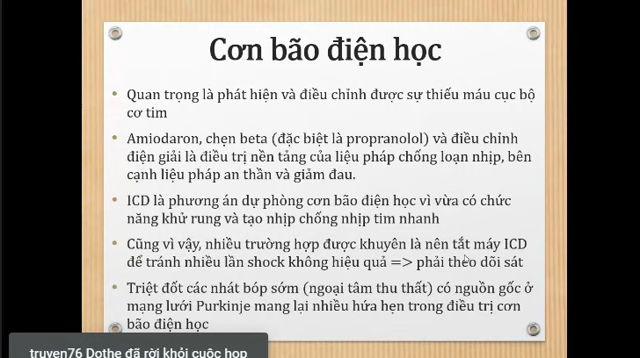 Cơn bão điện học
• Quan trọng là phát hiện và điều chỉnh được sự thiếu máu cục bộ
cơ tim
• Amiodaron, chẹn beta (đặc biệt là propranolol) và điều chỉnh
điện giải là điều trị nền tảng của liệu pháp chống loạn nhịp, bên
cạnh liệu pháp an thần và giảm đau.
• ICD là phương án dự phòng cơn bão điện học vì vừa có chức
năng khử rung và tạo nhịp chống nhịp tim nhanh
• Cũng vì vậy, nhiều trường hợp được khuyên là nên tắt máy ICD
để tránh nhiều lần shock không hiệu quả => phải theo dõi sát
• Triệt đốt các nhát bóp sớm (ngoại tâm thu thất) có nguồn gốc ở
mạng lưới Purkinje mang lại nhiều hứa hẹn trong điều trị cơn
bão điện học
truyen76 Dothe đã rời khỏi cuộc họp